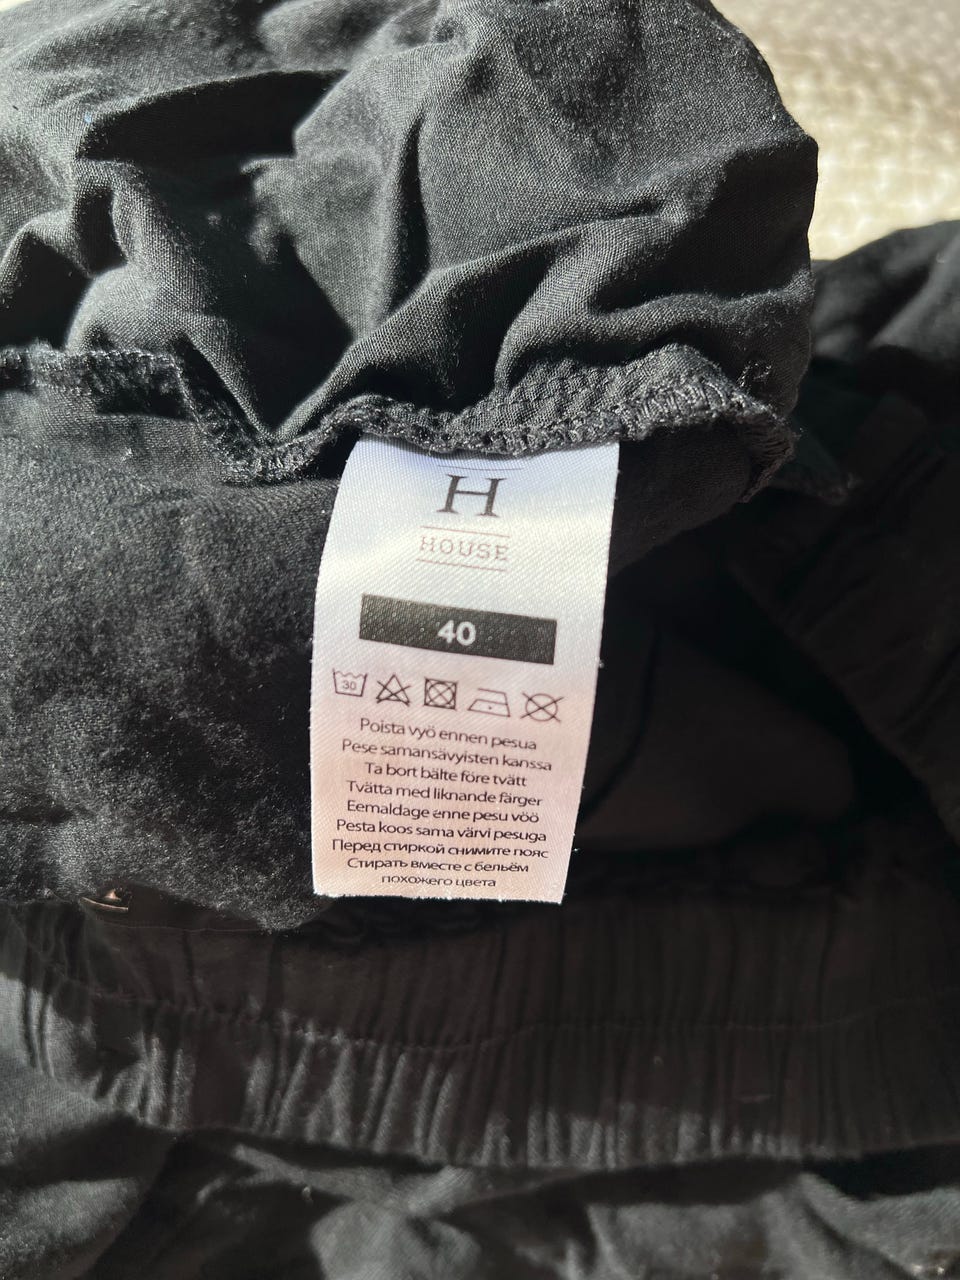 H
HOUSE
40
30
Poista vyö ennen pesua
Pese samansävyisten kanssa
Ta bort bälte före tvätt
Tvätta med liknande färger
Eemaldage enne pesu vöö
Pesta koos sama värvi pesuga
Перед стиркой снимите пояс
Стирать вместе с бельём
похожего цвета